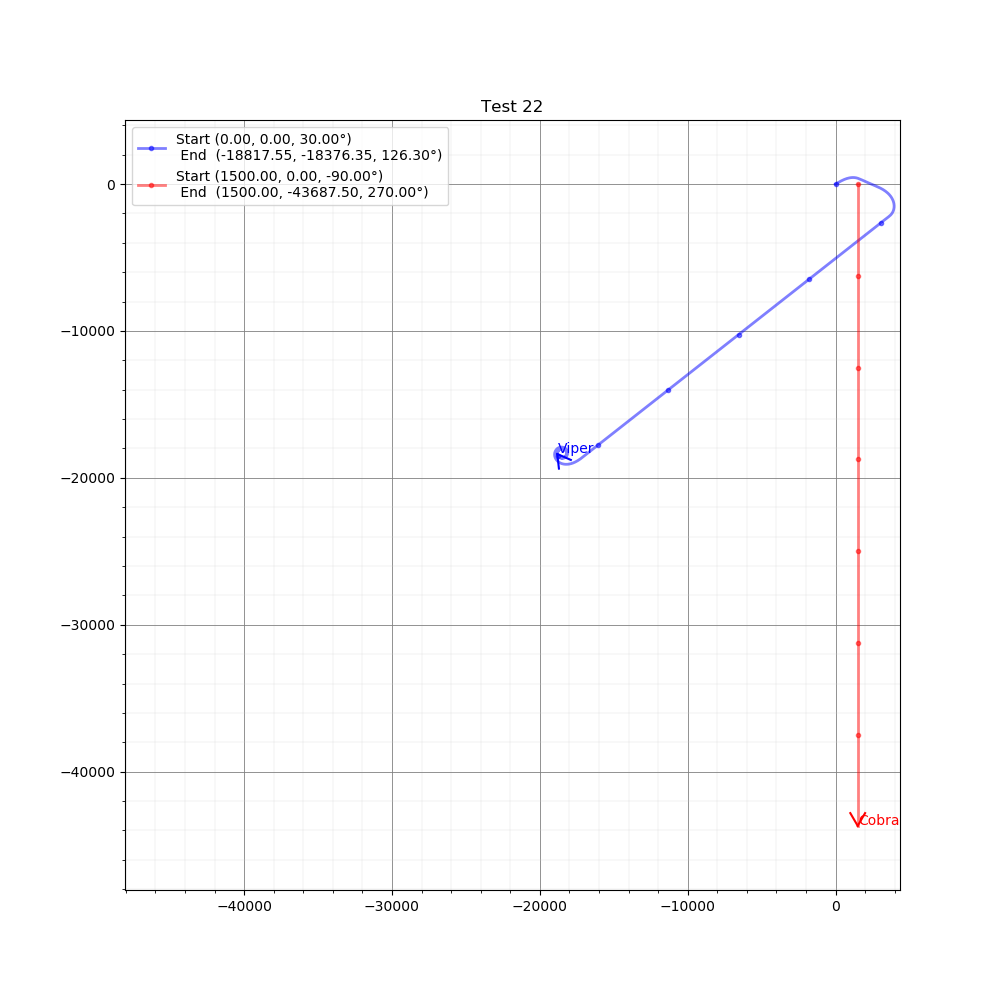 Test 22
Start (0.00, 0.00, 30.00°)
End  (-18817.55, -18376.35, 126.30°)
Start (1500.00, 0.00, -90.00°)
End  (1500.00, -43687.50, 270.00°)
0
−10000
Viper
−20000
−30000
−40000
Cobra
−40000 −30000 −20000 −10000 0